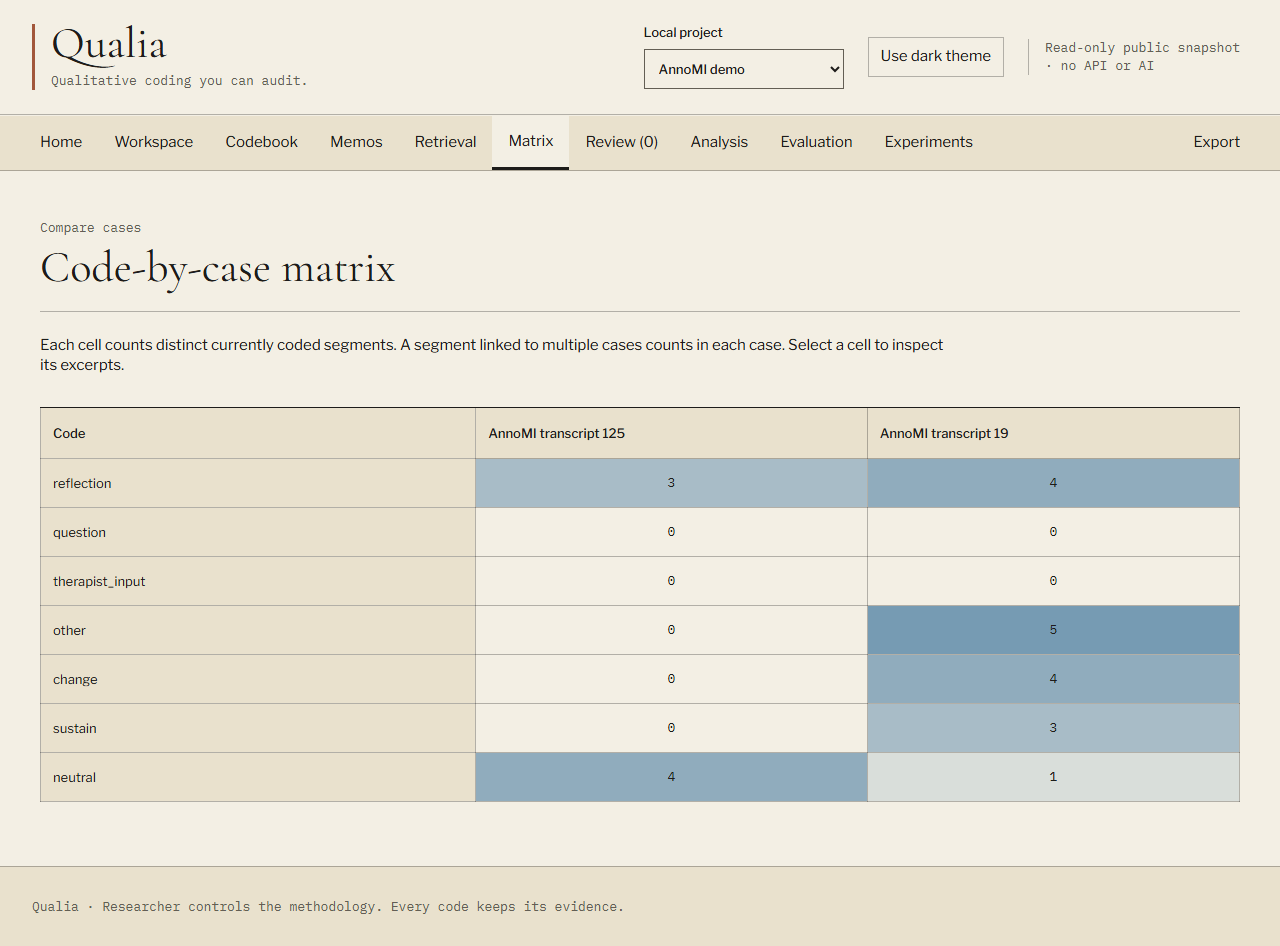 Qualia
Qualitative coding you can audit.
Local project
AnnoMI demo
Use dark theme
Read-only public snapshot
· no API or AI
Home Workspace Codebook Memos Retrieval Matrix Review (0) Analysis Evaluation Experiments Export
Compare cases
Code-by-case matrix
Each cell counts distinct currently coded segments. A segment linked to multiple cases counts in each case. Select a cell to inspect
its excerpts.
Code AnnoMI transcript 125 AnnoMI transcript 19
reflection 3 4
question 0 0
therapist_input 0 0
other 0 5
change 0 4
sustain 0 3
neutral 4 1
Qualia · Researcher controls the methodology. Every code keeps its evidence.